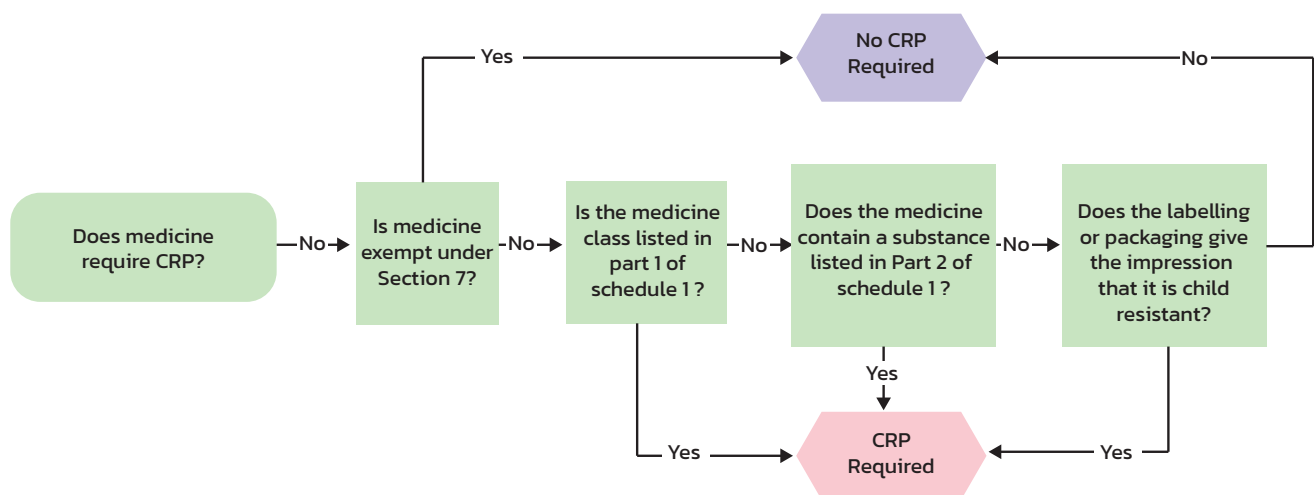 Yes
No CRP
Required
No
Does medicine
require CRP?
No
Is medicine
exempt under
Section 7?
No
Is the medicine
class listed in
part 1 of
schedule 1 ?
No
Does the medicine
contain a substance
listed in Part 2 of
schedule 1 ?
No
Does the labelling
or packaging give
the impression
that it is child
resistant?
Yes
Yes
CRP
Required
Yes